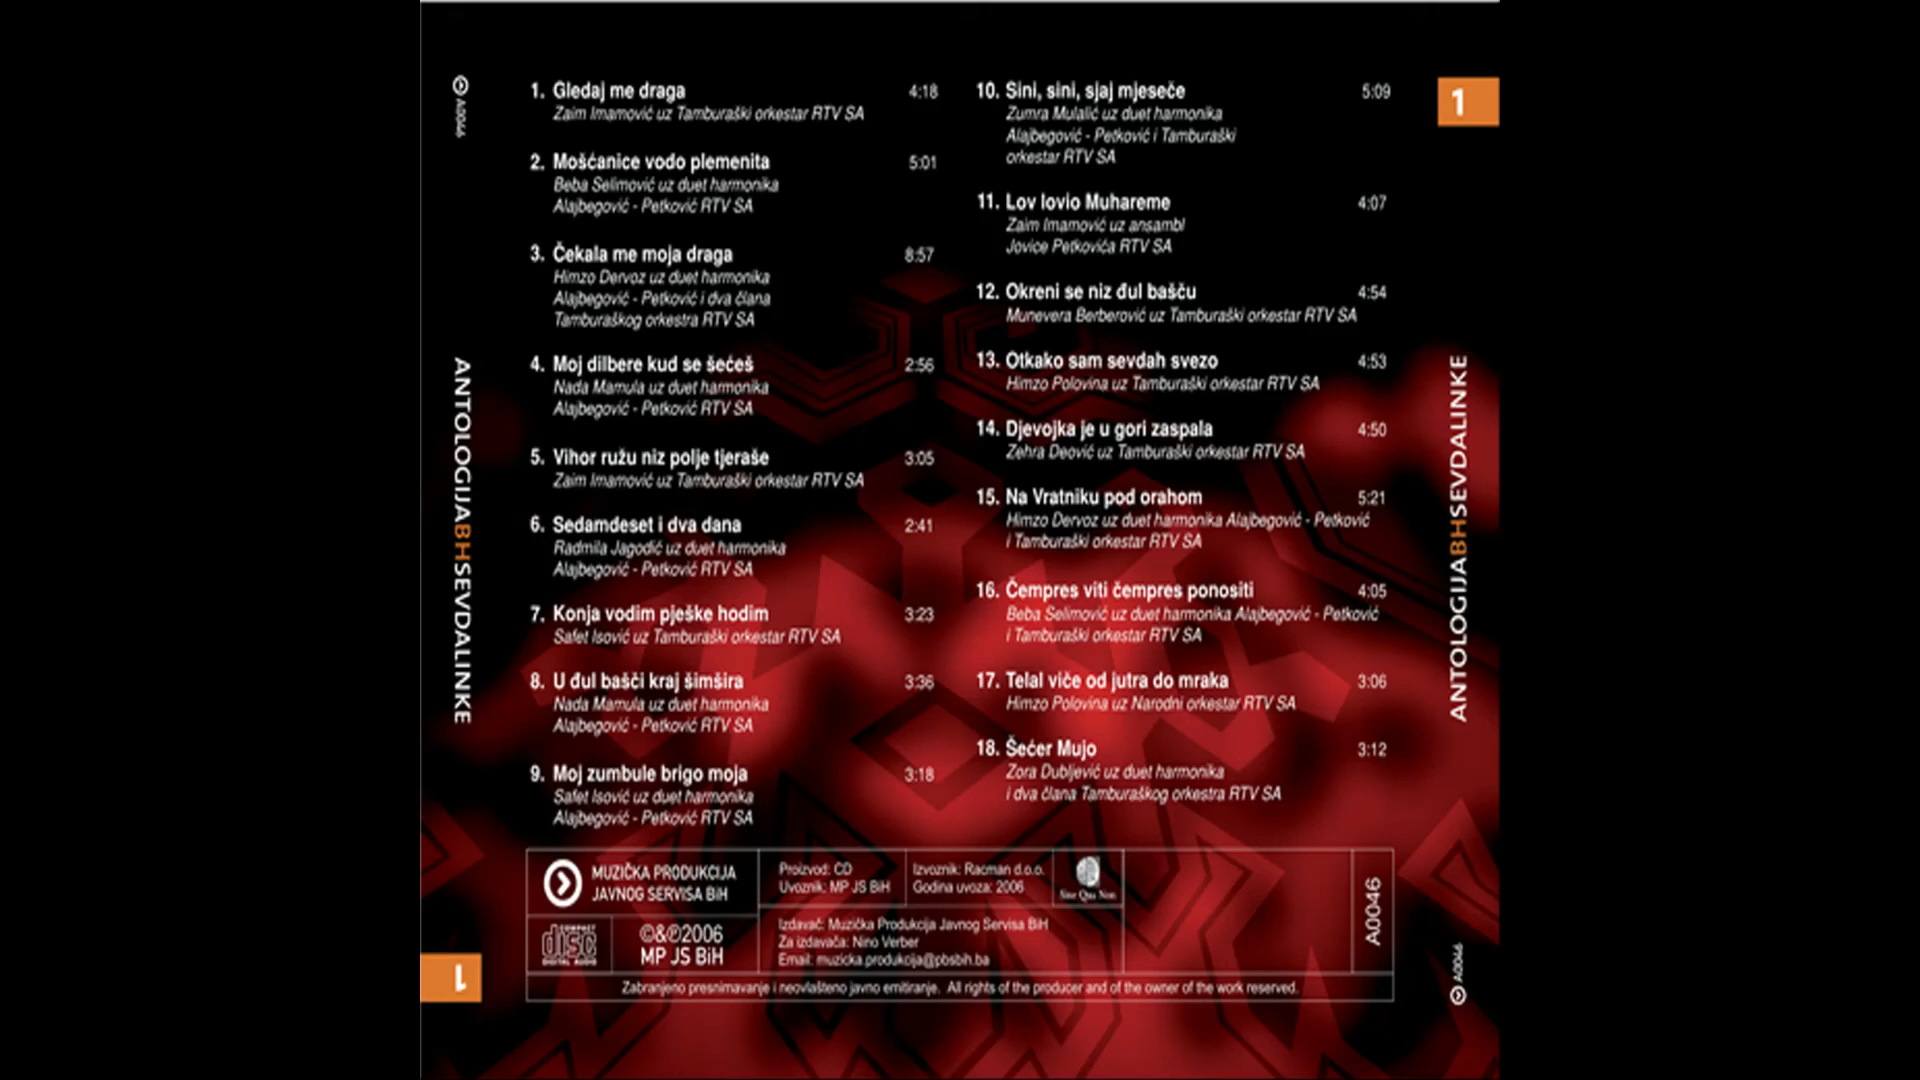 A0046
ANTOLOGIJABHSEVDALINKE
1
1. Gledaj me draga 4:18
Zaim Imamović uz Tamburaški orkestar RTV SA
2. Mošćanice vodo plemenita 5:01
Beba Selimović uz duet harmonika
Alajbegović - Petković RTV SA
3. Čekala me moja draga 8:57
Himzo Dervoz uz duet harmonika
Alajbegović - Petković i dva člana
Tamburaškog orkestra RTV SA
4. Moj dilbere kud se šećeš 2:56
Nada Mamula uz duet harmonika
Alajbegović - Petković RTV SA
5. Vihor ružu niz polje tjeraše 3:05
Zaim Imamović uz Tamburaški orkestar RTV SA
6. Sedamdeset i dva dana 2:41
Radmila Jagodić uz duet harmonika
Alajbegović - Petković RTV SA
7. Konja vodim pješke hodim 3:23
Safet Isović uz Tamburaški orkestar RTV SA
8. U đul bašči kraj šimšira 3:36
Nada Mamula uz duet harmonika
Alajbegović - Petković RTV SA
9. Moj zumbule brigo moja 3:18
Safet Isović uz duet harmonika
Alajbegović - Petković RTV SA
10. Sini, sini, sjaj mjeseče 5:09
Zumra Mulalić uz duet harmonika
Alajbegović - Petković i Tamburaški
orkestar RTV SA
11. Lov lovio Muhareme 4:07
Zaim Imamović uz ansambl
Jovice Petkovića RTV SA
12. Okreni se niz đul bašču 4:54
Munevera Berberović uz Tamburaški orkestar RTV SA
13. Otkako sam sevdah svezo 4:53
Himzo Polovina uz Tamburaški orkestar RTV SA
14. Djevojka je u gori zaspala 4:50
Zehra Deović uz Tamburaški orkestar RTV SA
15. Na Vratniku pod orahom 5:21
Himzo Dervoz uz duet harmonika Alajbegović - Petković
i Tamburaški orkestar RTV SA
16. Čempres viti čempres ponositi 4:05
Beba Selimović uz duet harmonika Alajbegović - Petković
i Tamburaški orkestar RTV SA
17. Telal viče od jutra do mraka 3:06
Himzo Polovina uz Narodni orkestar RTV SA
18. Šećer Mujo 3:12
Zora Dubljević uz duet harmonika
i dva člana Tamburaškog orkestra RTV SA
MUZIČKA PRODUKCIJA
JAVNOG SERVISA BiH
COMPACT
disc
DIGITAL AUDIO
©&℗2006
MP JS BiH
Proizvod: CD
Uvoznik: MP JS BiH
Izvoznik: Racman d.o.o.
Godina uvoza: 2006
Sine Qua Non
Izdavač: Muzička Produkcija Javnog Servisa BiH
Za izdavača: Nino Verber
Email: muzicka.produkcija@pbsbih.ba
A0046
Zabranjeno presnimavanje i neovlašteno javno emitiranje. All rights of the producer and of the owner of the work reserved.
1
ANTOLOGIJABHSEVDALINKE
A0046